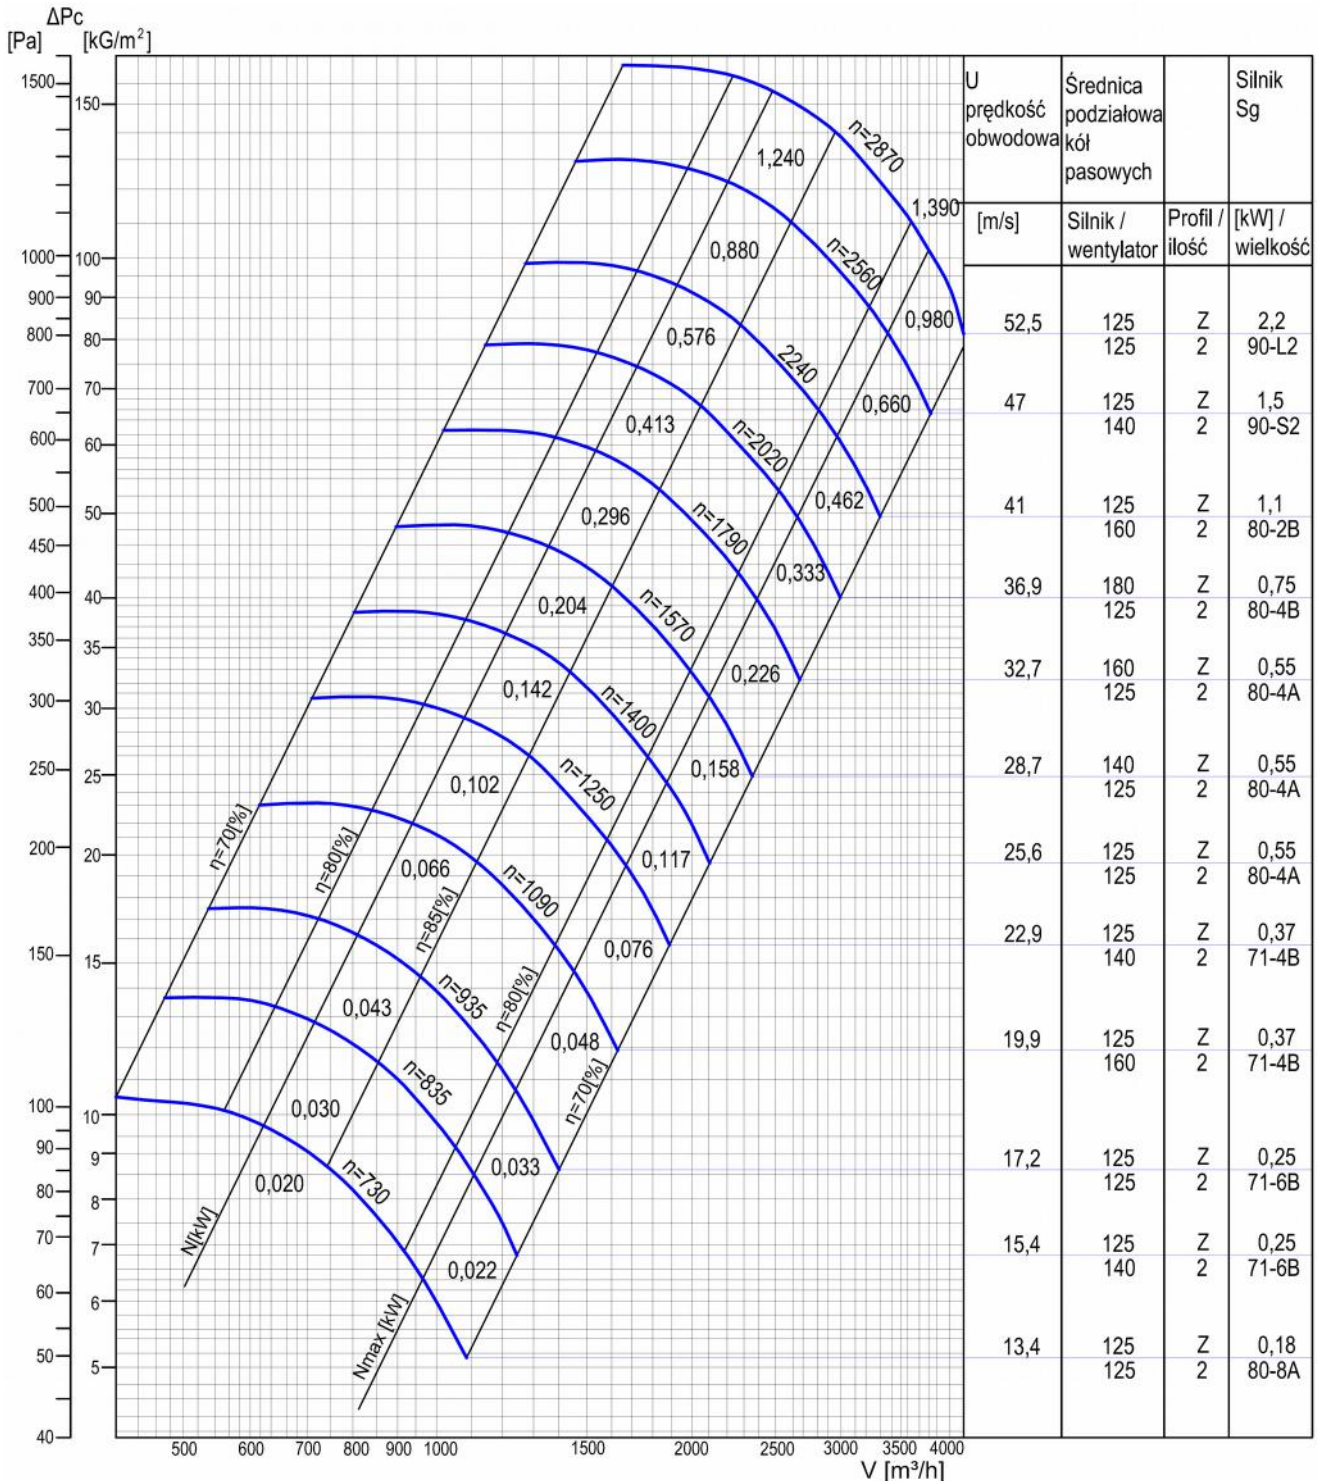 ΔPc
[Pa] [kG/m²]
1500
1000
900
800
700
600
500
450
400
350
300
250
200
150
100
90
80
70
60
50
40
150
100
90
80
70
60
50
40
35
30
25
20
15
10
9
8
7
6
5
n=2870
1,240
1,390
0,880
n=2560
0,980
0,576
2240
0,660
0,413
n=2020
0,462
0,296
n=1790
0,333
0,204
n=1570
0,226
0,142
n=1400
0,158
0,102
n=1250
0,117
η=70[%]
η=80[%]
0,066
n=1090
0,076
η=85[%]
0,043
n=935
η=80[%]
0,048
η=70[%]
0,030
n=835
0,033
0,020
n=730
0,022
N[kW]
Nmax [kW]
500 600 700 800 900 1000 1500 2000 2500 3000 3500 4000
V [m³/h]
U
prędkość
obwodowa
Średnica
podziałowa
kół
pasowych
Silnik
Sg
[m/s] Silnik / Profil / [kW] /
wentylator ilość wielkość
52,5 125 Z 2,2
125 2 90-L2
47 125 Z 1,5
140 2 90-S2
41 125 Z 1,1
160 2 80-2B
36,9 180 Z 0,75
125 2 80-4B
32,7 160 Z 0,55
125 2 80-4A
28,7 140 Z 0,55
125 2 80-4A
25,6 125 Z 0,55
125 2 80-4A
22,9 125 Z 0,37
140 2 71-4B
19,9 125 Z 0,37
160 2 71-4B
17,2 125 Z 0,25
125 2 71-6B
15,4 125 Z 0,25
140 2 71-6B
13,4 125 Z 0,18
125 2 80-8A